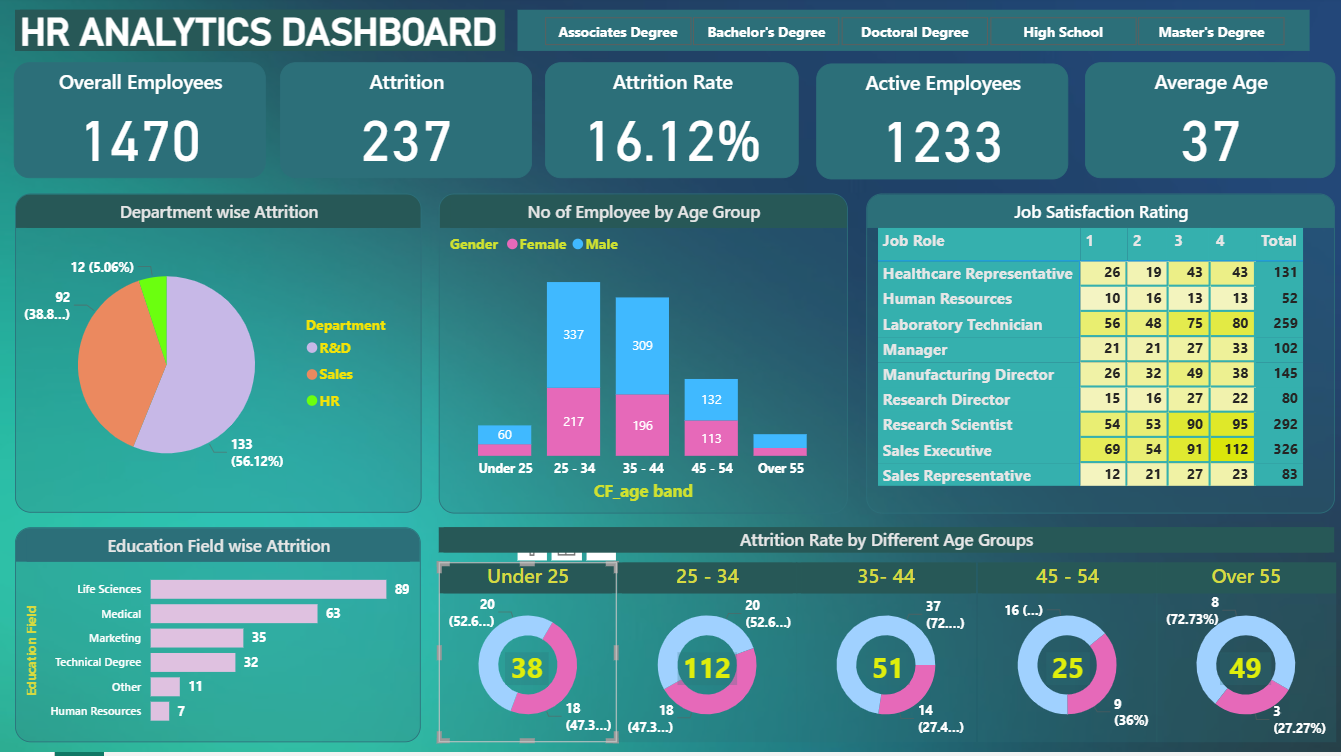 HR ANALYTICS DASHBOARD
Associates Degree Bachelor's Degree Doctoral Degree High School Master's Degree
Overall Employees
1470
Attrition
237
Attrition Rate
16.12%
Active Employees
1233
Average Age
37
Department wise Attrition
12 (5.06%)
92
(38.8...)
133
(56.12%)
Department
R&D
Sales
HR
No of Employee by Age Group
Gender Female Male
60
337
217
309
196
132
113
Under 25 25 - 34 35 - 44 45 - 54 Over 55
CF_age band
Job Satisfaction Rating
Job Role 1 2 3 4 Total
Healthcare Representative 26 19 43 43 131
Human Resources 10 16 13 13 52
Laboratory Technician 56 48 75 80 259
Manager 21 21 27 33 102
Manufacturing Director 26 32 49 38 145
Research Director 15 16 27 22 80
Research Scientist 54 53 90 95 292
Sales Executive 69 54 91 112 326
Sales Representative 12 21 27 23 83
Education Field wise Attrition
Education Field
Life Sciences 89
Medical 63
Marketing 35
Technical Degree 32
Other 11
Human Resources 7
Attrition Rate by Different Age Groups
Under 25
20
(52.6...)
38
18
(47.3...)
25 - 34
20
(52.6...)
112
18
(47.3...)
35- 44
37
(72....)
51
14
(27.4...)
45 - 54
16 (...)
25
9
(36%)
Over 55
8
(72.73%)
49
3
(27.27%)